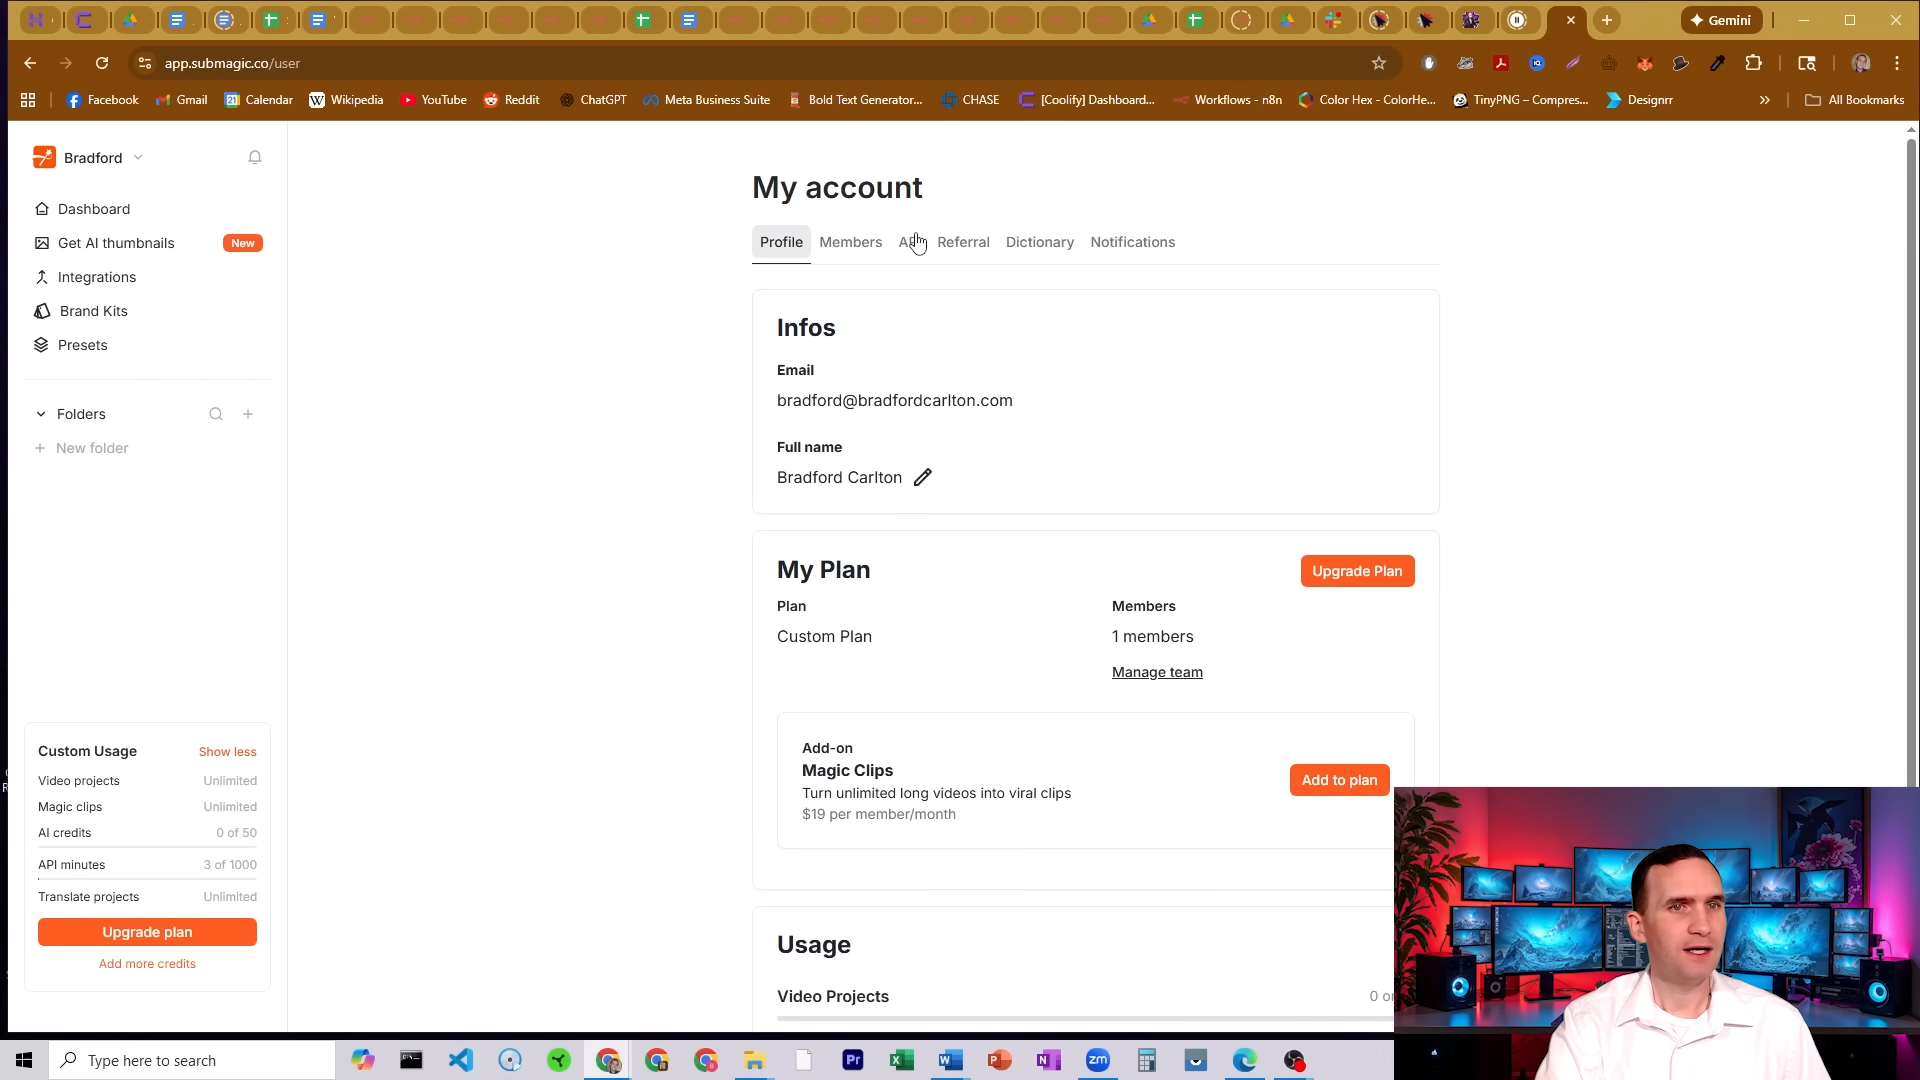 Gemini
app.submagic.co/user
Facebook
Gmail
Calendar
Wikipedia
YouTube
Reddit
ChatGPT
Meta Business Suite
Bold Text Generator...
CHASE
[Coolify] Dashboard...
Workflows - n8n
Color Hex - ColorHe...
TinyPNG – Compres...
Designrr
All Bookmarks
Bradford
Dashboard
Get AI thumbnails
New
Integrations
Brand Kits
Presets
Folders
New folder
Custom Usage
Show less
Video projects
Unlimited
Magic clips
Unlimited
AI credits
0 of 50
API minutes
3 of 1000
Translate projects
Unlimited
Upgrade plan
Add more credits
My account
Profile
Members
Referral
Dictionary
Notifications
Infos
Email
bradford@bradfordcarlton.com
Full name
Bradford Carlton
My Plan
Upgrade Plan
Plan
Custom Plan
Members
1 members
Manage team
Add-on
Magic Clips
Turn unlimited long videos into viral clips
$19 per member/month
Add to plan
Usage
Video Projects
Type here to search